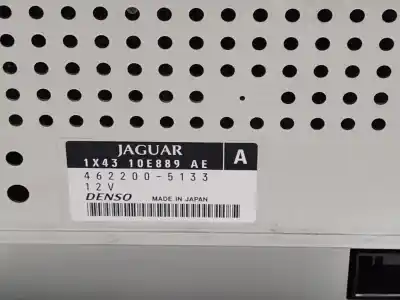 JAGUAR
1X43 10E889 AE A
462200-5133
12V
DENSO MADE IN JAPAN